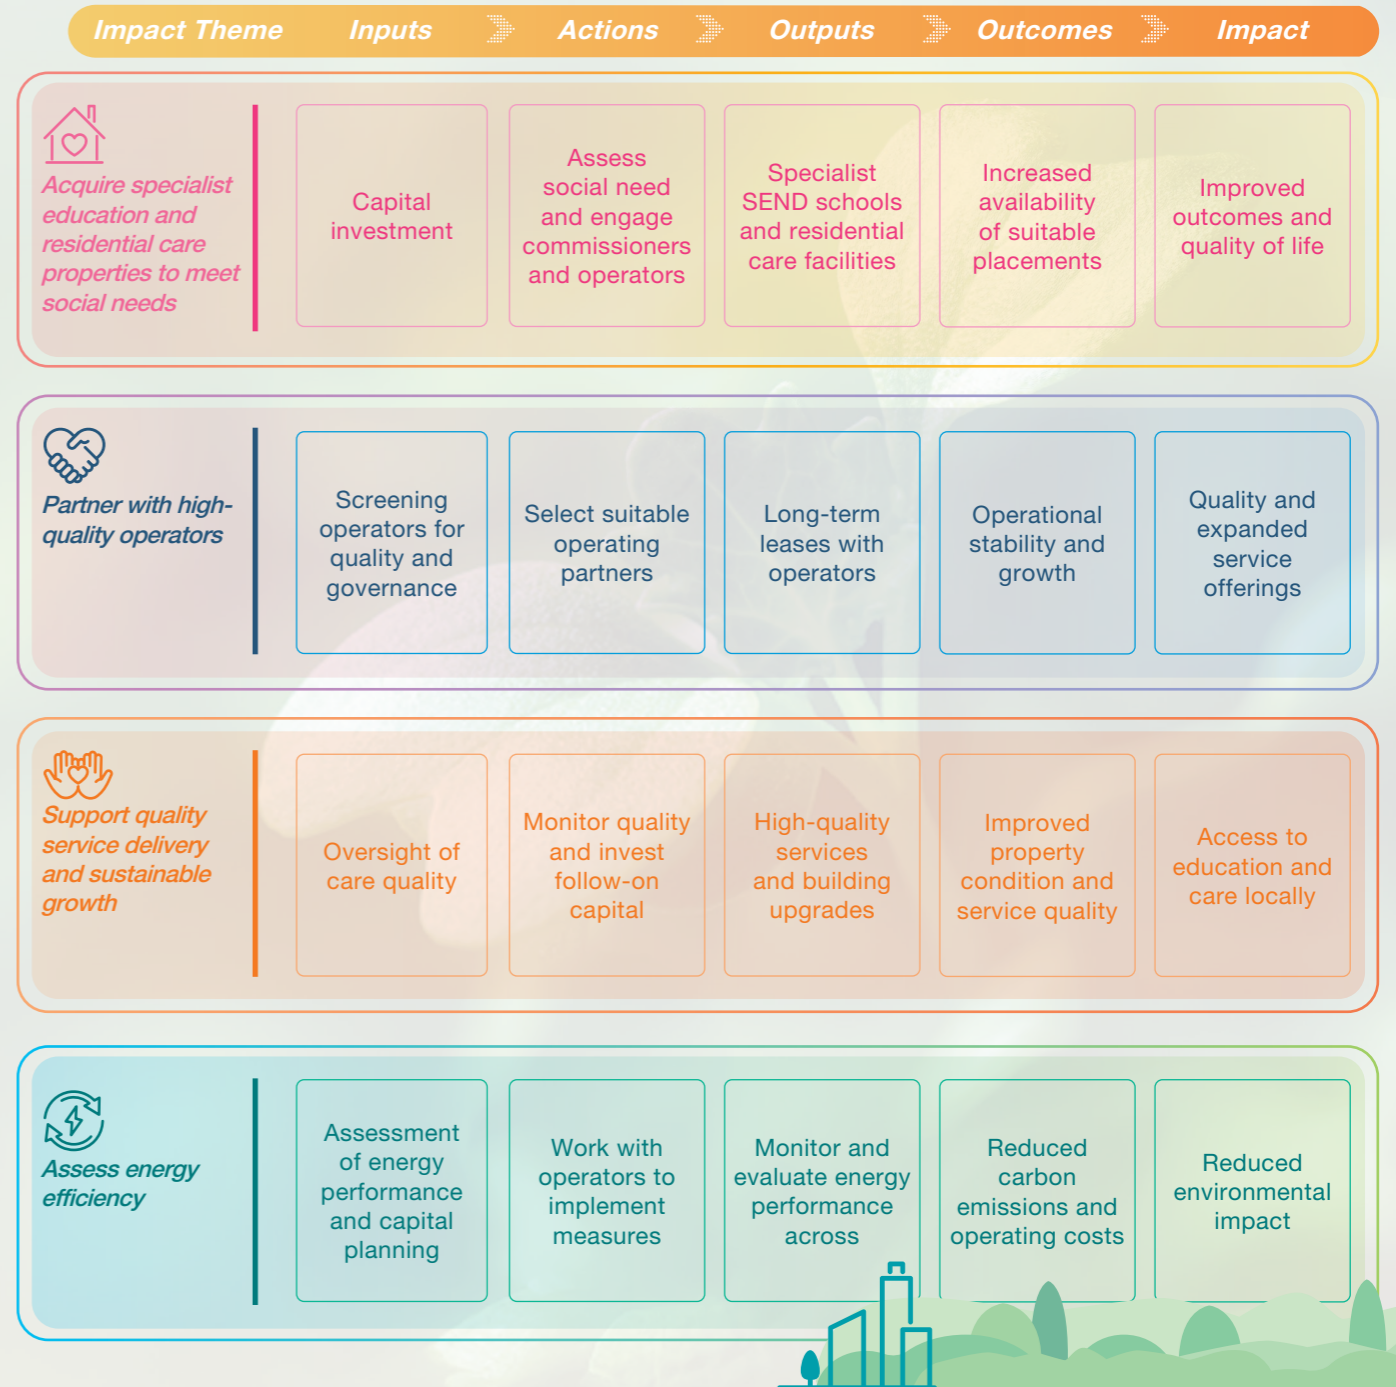 Impact Theme Inputs Actions Outputs Outcomes Impact
Acquire specialist
education and
residential care
properties to meet
social needs
Capital
investment
Assess
social need
and engage
commissioners
and operators
Specialist
SEND schools
and residential
care facilities
Increased
availability
of suitable
placements
Improved
outcomes and
quality of life
Partner with high-
quality operators
Screening
operators for
quality and
governance
Select suitable
operating
partners
Long-term
leases with
operators
Operational
stability and
growth
Quality and
expanded
service
offerings
Support quality
service delivery
and sustainable
growth
Oversight of
care quality
Monitor quality
and invest
follow-on
capital
High-quality
services
and building
upgrades
Improved
property
condition and
service quality
Access to
education and
care locally
Assess energy
efficiency
Assessment
of energy
performance
and capital
planning
Work with
operators to
implement
measures
Monitor and
evaluate energy
performance
across
Reduced
carbon
emissions and
operating costs
Reduced
environmental
impact